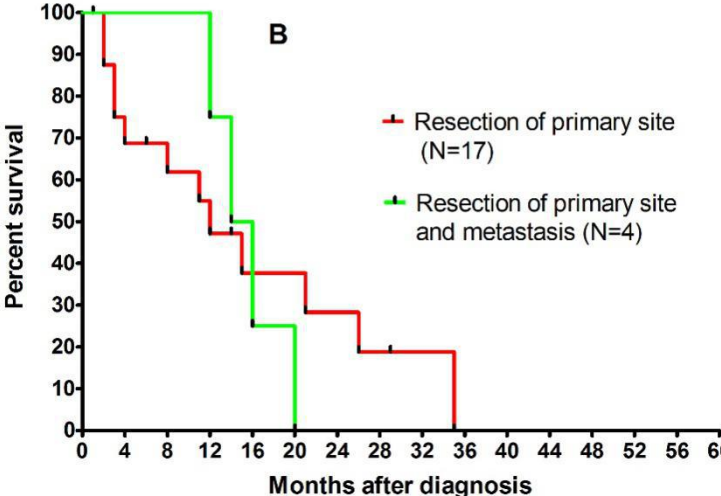 B
Percent survival
100
90
80
70
60
50
40
30
20
10
0
Resection of primary site
(N=17)
Resection of primary site
and metastasis (N=4)
0 4 8 12 16 20 24 28 32 36 40 44 48 52 56
Months after diagnosis